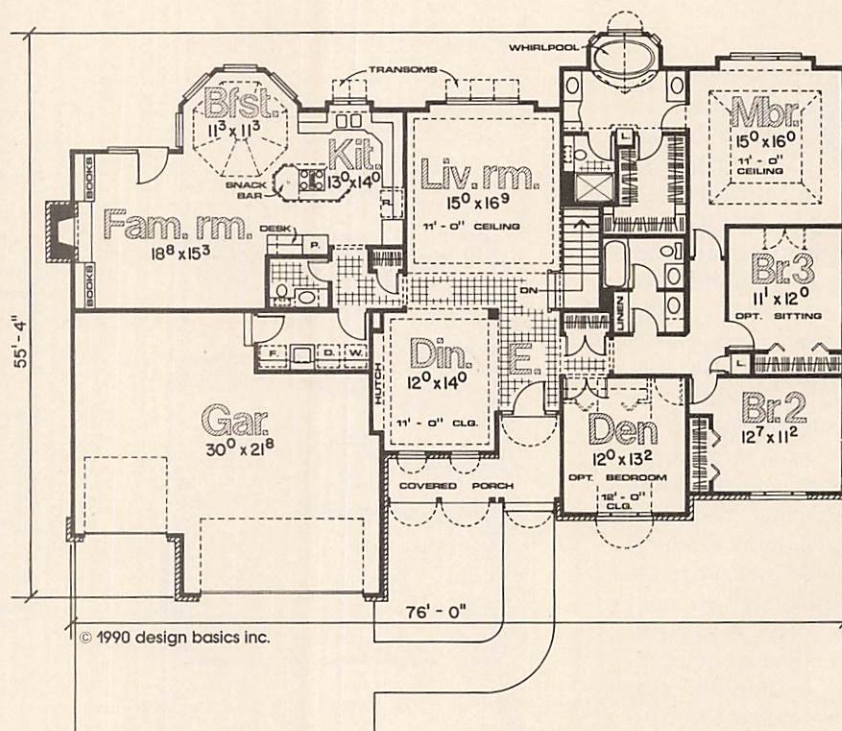 WHIRLPOOL
TRANSOMS
Bfst.
11³ x 11³
Mbr.
15⁰ x 16⁰
11' - 0"
CEILING
Kit.
13⁰ x 14⁰
SNACK
BAR
R.
L.
Liv. rm.
15⁰ x 16⁹
11' - 0" CEILING
BOOKS
Fam. rm.
18⁸ x 15³
BOOKS
DESK
P.
DN
LINEN
Br. 3
11¹ x 12⁰
OPT. SITTING
L.
55'-4"
F.
D.
W.
HUTCH
Din.
12⁰ x 14⁰
11' - 0" CLG.
E.
Gar.
30⁰ x 21⁸
Den
12⁰ x 13²
OPT. BEDROOM
12' - 0"
CLG.
Br. 2
12⁷ x 11²
COVERED PORCH
76' - 0"
© 1990 design basics inc.